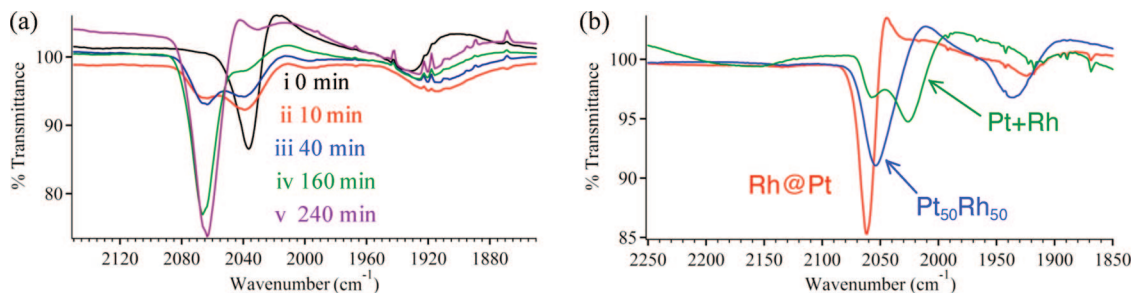 (a)
% Transmittance
100
90
80
i 0 min
ii 10 min
iii 40 min
iv 160 min
v 240 min
2120 2080 2040 2000 1960 1920 1880
Wavenumber (cm-1)
(b)
% Transmittance
100
95
90
85
Pt+Rh
Rh@Pt
Pt50Rh50
2250 2200 2150 2100 2050 2000 1950 1900 1850
Wavenumber (cm-1)